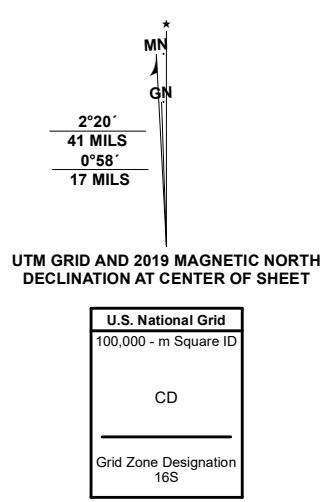 ★
MN
GN
2°20´
41 MILS
0°58´
17 MILS
UTM GRID AND 2019 MAGNETIC NORTH
DECLINATION AT CENTER OF SHEET
U.S. National Grid
100,000 - m Square ID
CD
Grid Zone Designation
16S